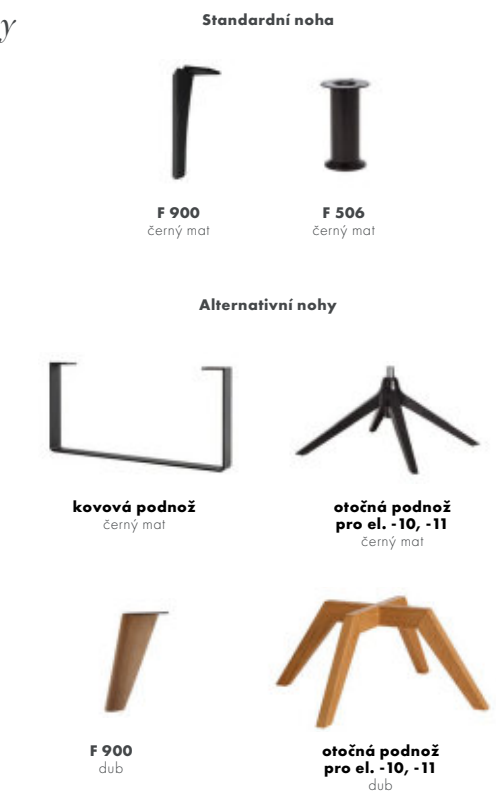 y
Standardní noha
F 900
černý mat
F 506
černý mat
Alternativní nohy
kovová podnož
černý mat
otočná podnož
pro el. -10, -11
černý mat
F 900
dub
otočná podnož
pro el. -10, -11
dub